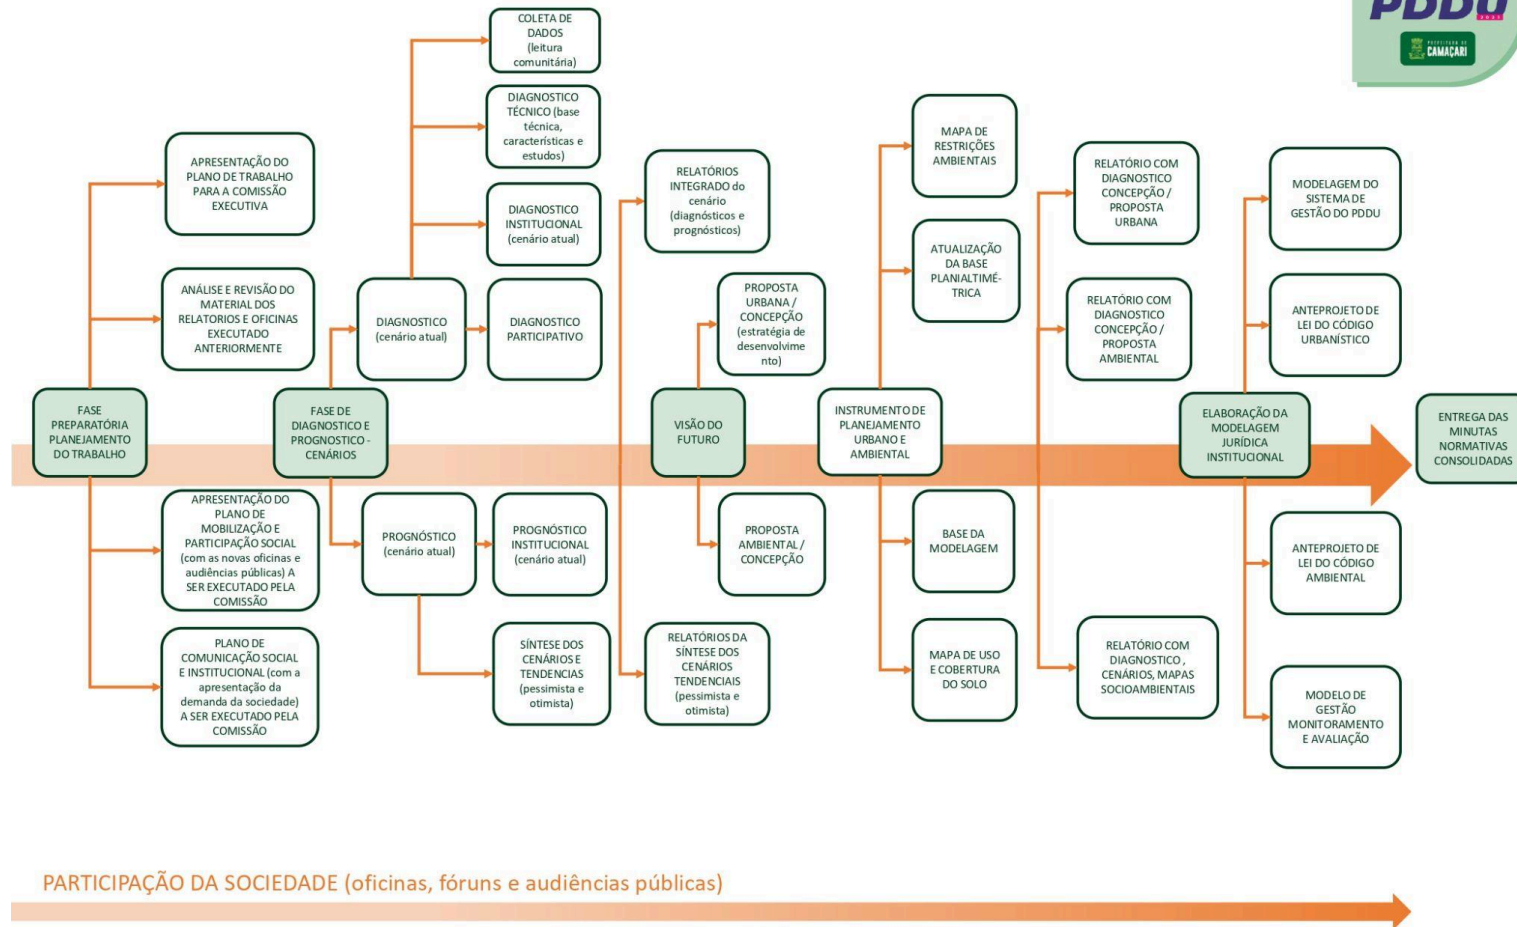 PDDU
2023
PREFEITURA DE
CAMAÇARI
COLETA DE
DADOS
(leitura
comunitária)
DIAGNOSTICO
TÉCNICO (base
técnica,
características e
estudos)
DIAGNOSTICO
INSTITUCIONAL
(cenário atual)
DIAGNOSTICO
PARTICIPATIVO
APRESENTAÇÃO DO
PLANO DE TRABALHO
PARA A COMISSÃO
EXECUTIVA
ANÁLISE E REVISÃO DO
MATERIAL DOS
RELATORIOS E OFICINAS
EXECUTADO
ANTERIORMENTE
DIAGNOSTICO
(cenário atual)
RELATÓRIOS
INTEGRADO do
cenário
(diagnósticos e
prognósticos)
PROPOSTA
URBANA /
CONCEPÇÃO
(estratégia de
desenvolvime
nto)
MAPA DE
RESTRIÇÕES
AMBIENTAIS
ATUALIZAÇÃO
DA BASE
PLANIALTIMÉ-
TRICA
RELATÓRIO COM
DIAGNOSTICO
CONCEPÇÃO /
PROPOSTA
URBANA
RELATÓRIO COM
DIAGNOSTICO
CONCEPÇÃO /
PROPOSTA
AMBIENTAL
MODELAGEM DO
SISTEMA DE
GESTÃO DO PDDU
ANTEPROJETO DE
LEI DO CÓDIGO
URBANÍSTICO
FASE
PREPARATÓRIA
PLANEJAMENTO
DO TRABALHO
FASE DE
DIAGNOSTICO E
PROGNOSTICO -
CENÁRIOS
VISÃO DO
FUTURO
INSTRUMENTO DE
PLANEJAMENTO
URBANO E
AMBIENTAL
ELABORAÇÃO DA
MODELAGEM
JURÍDICA
INSTITUCIONAL
ENTREGA DAS
MINUTAS
NORMATIVAS
CONSOLIDADAS
APRESENTAÇÃO DO
PLANO DE
MOBILIZAÇÃO E
PARTICIPAÇÃO SOCIAL
(com as novas oficinas e
audiências públicas) A
SER EXECUTADO PELA
COMISSÃO
PLANO DE
COMUNICAÇÃO SOCIAL
E INSTITUCIONAL (com a
apresentação da
demanda da sociedade)
A SER EXECUTADO PELA
COMISSÃO
PROGNÓSTICO
(cenário atual)
PROGNÓSTICO
INSTITUCIONAL
(cenário atual)
SÍNTESE DOS
CENÁRIOS E
TENDENCIAS
(pessimista e
otimista)
RELATÓRIOS DA
SÍNTESE DOS
CENÁRIOS
TENDENCIAIS
(pessimista e
otimista)
PROPOSTA
AMBIENTAL /
CONCEPÇÃO
BASE DA
MODELAGEM
MAPA DE USO
E COBERTURA
DO SOLO
RELATÓRIO COM
DIAGNOSTICO ,
CENÁRIOS, MAPAS
SOCIOAMBIENTAIS
ANTEPROJETO DE
LEI DO CÓDIGO
AMBIENTAL
MODELO DE
GESTÃO
MONITORAMENTO
E AVALIAÇÃO
PARTICIPAÇÃO DA SOCIEDADE (oficinas, fóruns e audiências públicas)